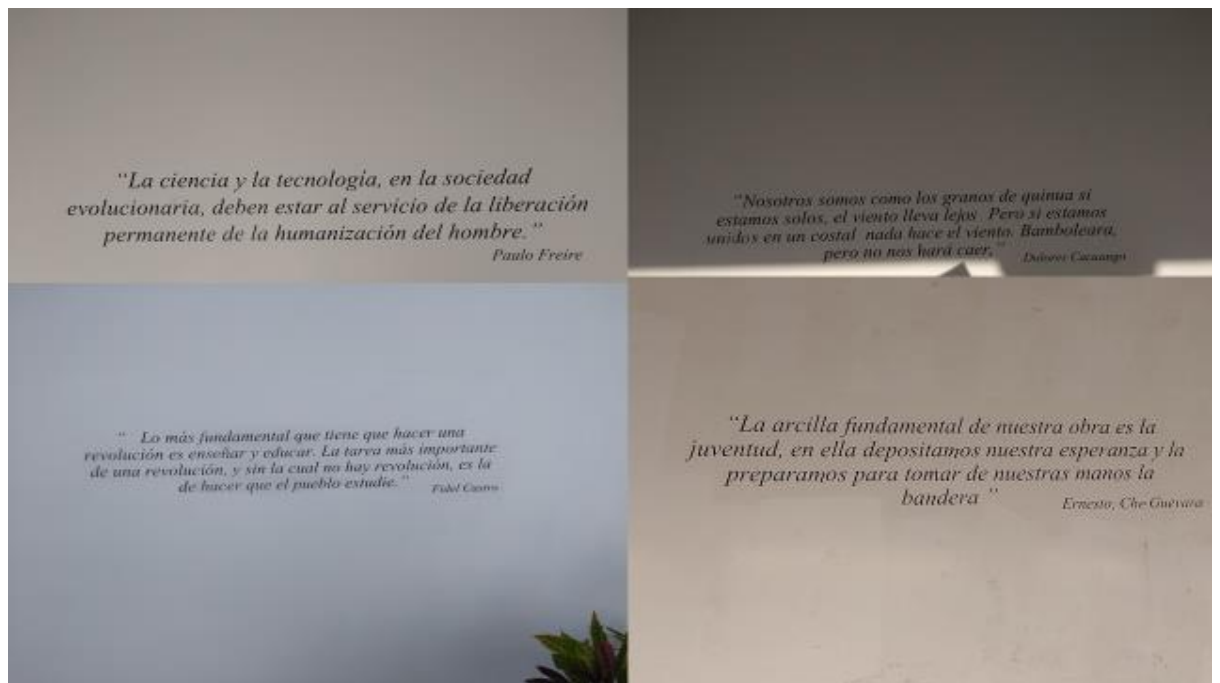 “La ciencia y la tecnología, en la sociedad
evolucionaria, deben estar al servicio de la liberación
permanente de la humanización del hombre.”
Paulo Freire
“Nosotros somos como los granos de quinua si
estamos solos, el viento lleva lejos. Pero si estamos
unidos en un costal nada hace el viento. Bamboleara,
pero no nos hará caer,”
Dolores Cacuango
“ Lo más fundamental que tiene que hacer una
revolución es enseñar y educar. La tarea más importante
de una revolución, y sin la cual no hay revolución, es la
de hacer que el pueblo estudie.”
Fidel Castro
“La arcilla fundamental de nuestra obra es la
juventud, en ella depositamos nuestra esperanza y la
preparamos para tomar de nuestras manos la
bandera ”
Ernesto, Che Guevara